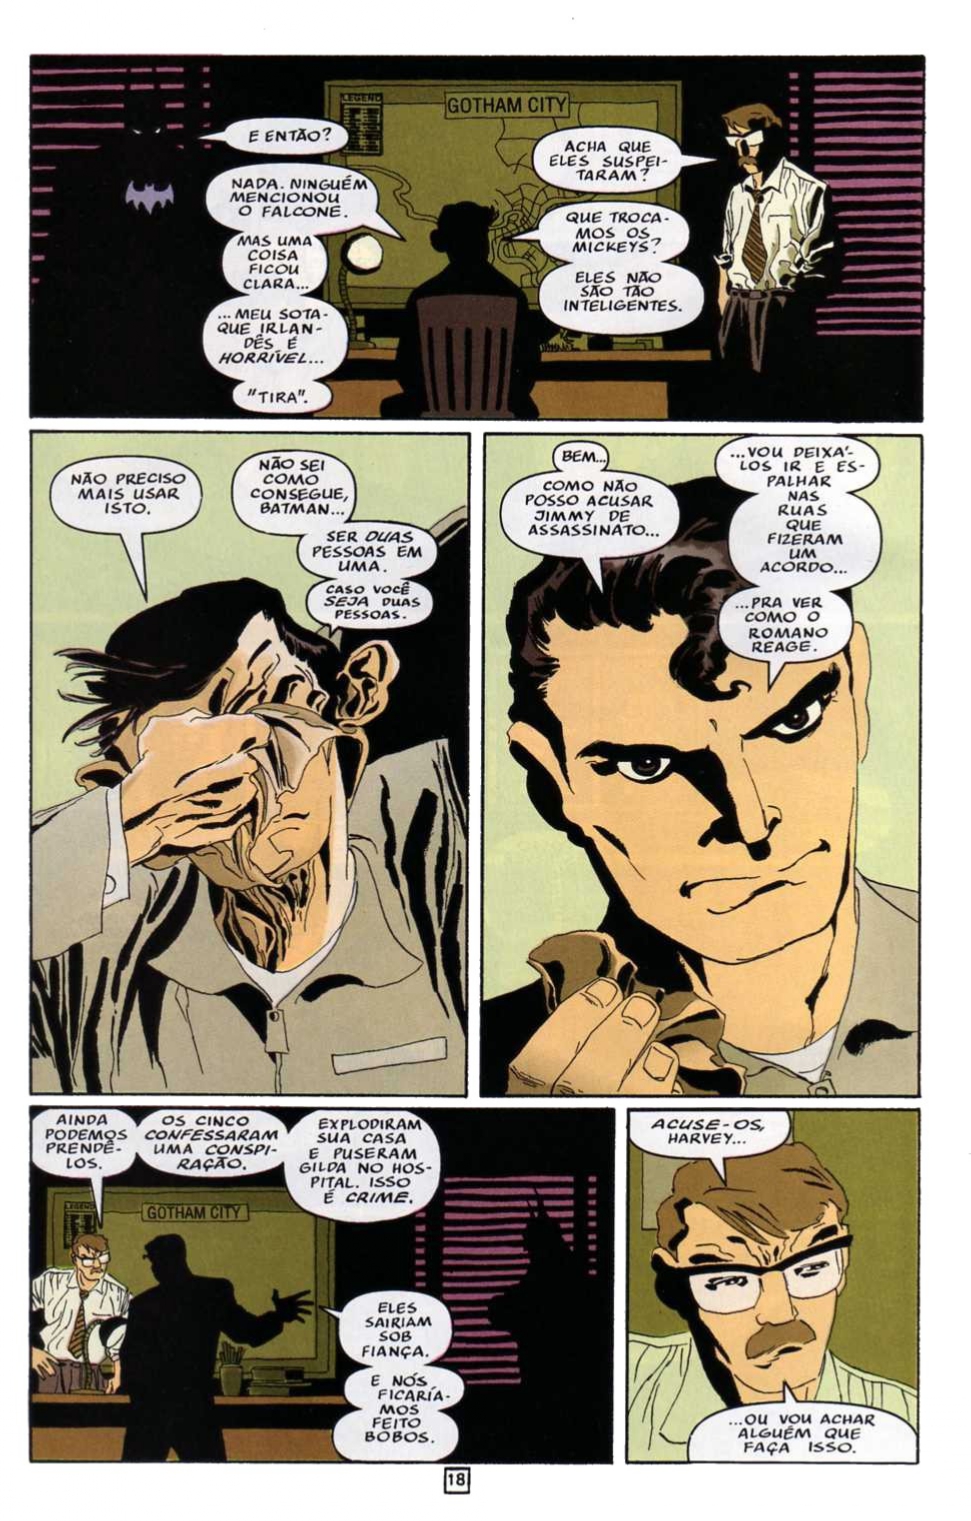 E ENTÃO?
NADA. NINGUÉM
MENCIONOU
O FALCONE.
MAS UMA
COISA
FICOU
CLARA...
...MEU SOTA-
QUE IRLAN-
DÊS É
HORRÍVEL...
"TIRA".
LEGEND
GOTHAM CITY
ACHA QUE
ELES SUSPEI-
TARAM?
QUE TROCA-
MOS OS
MICKEYS?
ELES NÃO
SÃO TÃO
INTELIGENTES.
NÃO PRECISO
MAIS USAR
ISTO.
NÃO SEI
COMO
CONSEGUE,
BATMAN...
SER DUAS
PESSOAS EM
UMA.
CASO VOCÊ
SEJA DUAS
PESSOAS.
BEM...
COMO NÃO
POSSO ACUSAR
JIMMY DE
ASSASSINATO...
...VOU DEIXÁ-
LOS IR E ES-
PALHAR
NAS
RUAS
QUE
FIZERAM
UM
ACORDO...
...PRA VER
COMO O
ROMANO
REAGE.
AINDA
PODEMOS
PRENDÊ-
LOS.
OS CINCO
CONFESSARAM
UMA CONSPI-
RAÇÃO.
EXPLODIRAM
SUA CASA
E PUSERAM
GILDA NO HOS-
PITAL. ISSO
É CRIME.
LEGEND
GOTHAM CITY
ELES
SAIRIAM
SOB
FIANÇA.
E NÓS
FICARÍA-
MOS
FEITO
BOBOS.
ACUSE-OS,
HARVEY...
...OU VOU ACHAR
ALGUÉM QUE
FAÇA ISSO.
18